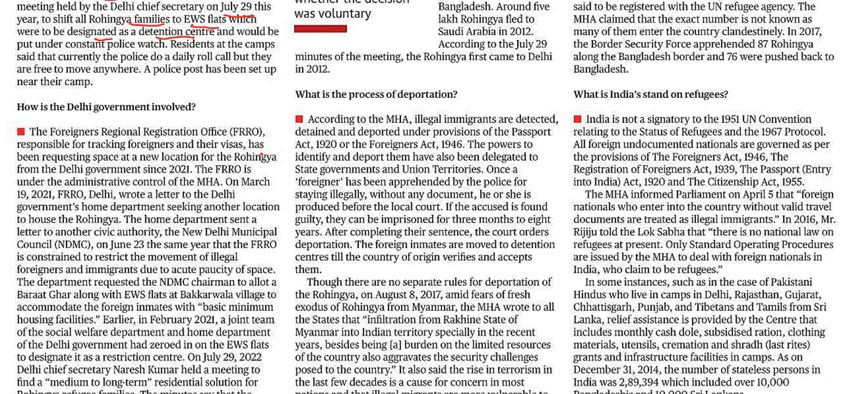 meeting held by the Delhi chief secretary on July 29 this
year, to shift all Rohingya families to EWS flats which
were to be designated as a detention centre and would be
put under constant police watch. Residents at the camps
said that currently the police do a daily roll call but they
are free to move anywhere. A police post has been set up
near their camp.
How is the Delhi government involved?
The Foreigners Regional Registration Office (FRRO),
responsible for tracking foreigners and their visas, has
been requesting space at a new location for the Rohingya
from the Delhi government since 2021. The FRRO is
under the administrative control of the MHA. On March
19, 2021, FRRO, Delhi, wrote a letter to the Delhi
government's home department seeking another location
to house the Rohingya. The home department sent a
letter to another civic authority, the New Delhi Municipal
Council (NDMC), on June 23 the same year that the FRRO
is constrained to restrict the movement of illegal
foreigners and immigrants due to acute paucity of space.
The department requested the NDMC chairman to allot a
Baraat Ghar along with EWS flats at Bakkarwala village to
accommodate the foreign inmates with "basic minimum
housing facilities." Earlier, in February 2021, a joint team
of the social welfare department and home department
of the Delhi government had zeroed in on the EWS flats
to designate it as a restriction centre. On July 29, 2022
Delhi chief secretary Naresh Kumar held a meeting to
find a "medium to long-term" residential solution for
Rohingya refugee families. The minutes say that the
whether the decision
was voluntary
Bangladesh. Around five
lakh Rohingya fled to
Saudi Arabia in 2012.
According to the July 29
minutes of the meeting, the Rohingya first came to Delhi
in 2012.
What is the process of deportation?
According to the MHA, illegal immigrants are detected,
detained and deported under provisions of the Passport
Act, 1920 or the Foreigners Act, 1946. The powers to
identify and deport them have also been delegated to
State governments and Union Territories. Once a
'foreigner' has been apprehended by the police for
staying illegally, without any document, he or she is
produced before the local court. If the accused is found
guilty, they can be imprisoned for three months to eight
years. After completing their sentence, the court orders
deportation. The foreign inmates are moved to detention
centres till the country of origin verifies and accepts
them.
Though there are no separate rules for deportation of
the Rohingya, on August 8, 2017, amid fears of fresh
exodus of Rohingya from Myanmar, the MHA wrote to all
the States that "infiltration from Rakhine State of
Myanmar into Indian territory specially in the recent
years, besides being [a] burden on the limited resources
of the country also aggravates the security challenges
posed to the country." It also said the rise in terrorism in
the last few decades is a cause for concern in most
nations and that illegal migrants are more vulnerable to
said to be registered with the UN refugee agency. The
MHA claimed that the exact number is not known as
many of them enter the country clandestinely. In 2017,
the Border Security Force apprehended 87 Rohingya
along the Bangladesh border and 76 were pushed back to
Bangladesh.
What is India's stand on refugees?
India is not a signatory to the 1951 UN Convention
relating to the Status of Refugees and the 1967 Protocol.
All foreign undocumented nationals are governed as per
the provisions of The Foreigners Act, 1946, The
Registration of Foreigners Act, 1939, The Passport (Entry
into India) Act, 1920 and The Citizenship Act, 1955.
The MHA informed Parliament on April 5 that "foreign
nationals who enter into the country without valid travel
documents are treated as illegal immigrants." In 2016, Mr.
Rijiju told the Lok Sabha that "there is no national law on
refugees at present. Only Standard Operating Procedures
are issued by the MHA to deal with foreign nationals in
India, who claim to be refugees."
In some instances, such as in the case of Pakistani
Hindus who live in camps in Delhi, Rajasthan, Gujarat,
Chhattisgarh, Punjab, and Tibetans and Tamils from Sri
Lanka, relief assistance is provided by the Centre that
includes monthly cash dole, subsidised ration, clothing
materials, utensils, cremation and shradh (last rites)
grants and infrastructure facilities in camps. As on
December 31, 2014, the number of stateless persons in
India was 2,89,394 which included over 10,000
Bangladeshis and 10,000 Sri Lankans.